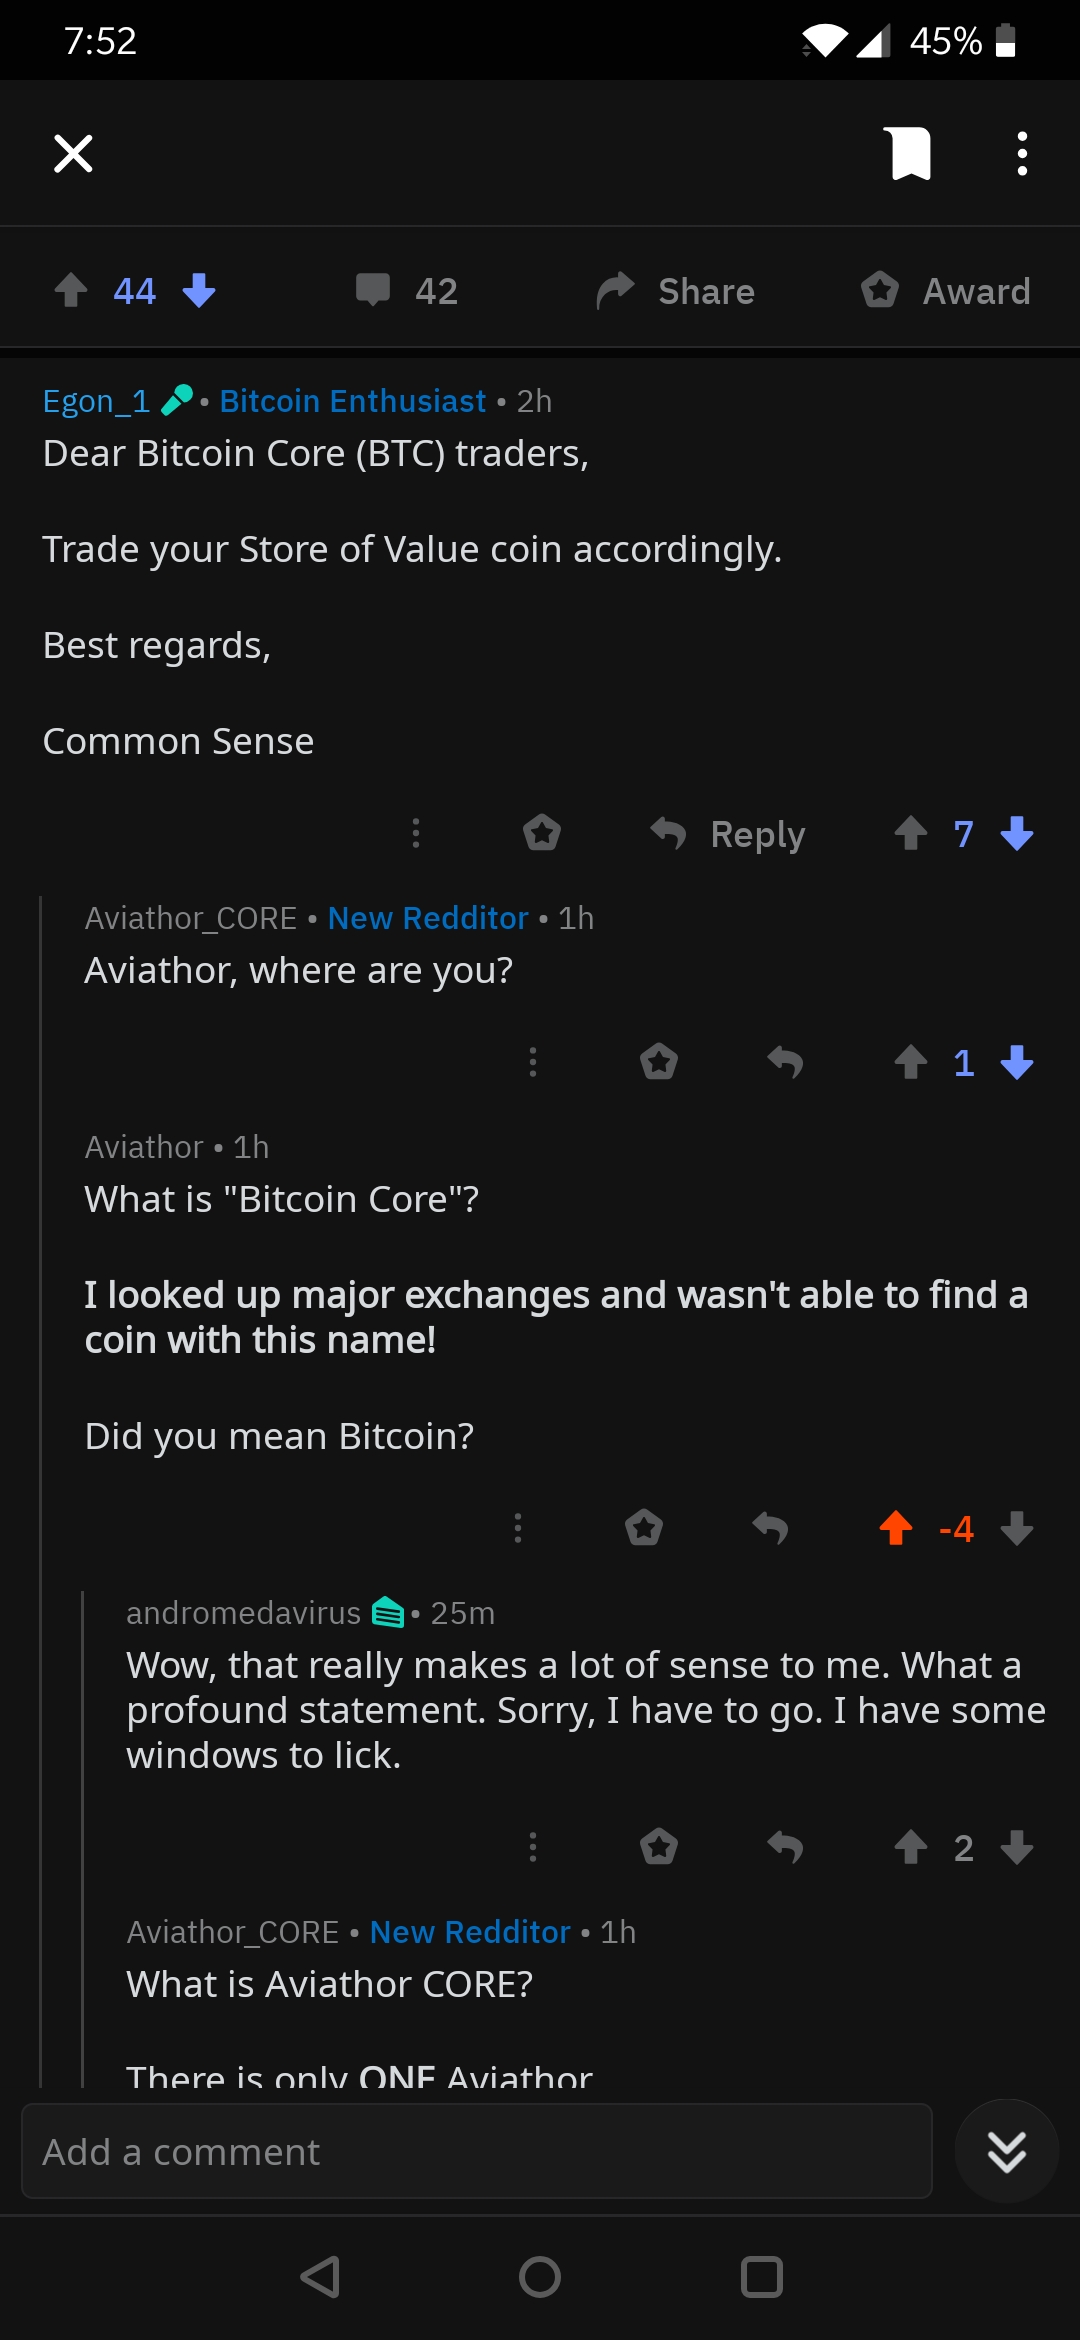 7:52
45%
44
42
Share
Award
Egon_1 • Bitcoin Enthusiast • 2h
Dear Bitcoin Core (BTC) traders,
Trade your Store of Value coin accordingly.
Best regards,
Common Sense
Reply
7
Aviathor_CORE • New Redditor • 1h
Aviathor, where are you?
1
Aviathor • 1h
What is "Bitcoin Core"?
I looked up major exchanges and wasn't able to find a
coin with this name!
Did you mean Bitcoin?
-4
andromedavirus • 25m
Wow, that really makes a lot of sense to me. What a
profound statement. Sorry, I have to go. I have some
windows to lick.
2
Aviathor_CORE • New Redditor • 1h
What is Aviathor CORE?
There is only ONE Aviathor
Add a comment